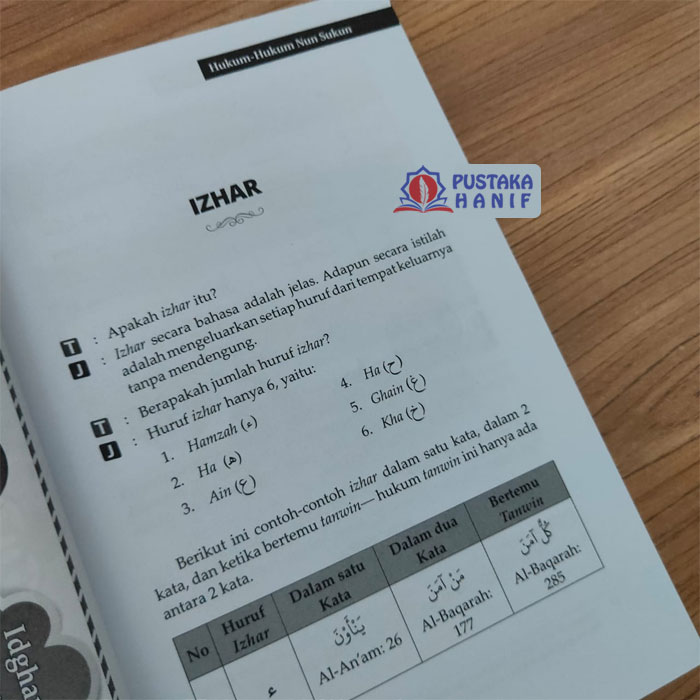 Hukum-Hukum Nun Sukun
PUSTAKA
HANIF
IZHAR
T : Apakah izhar itu?
J : Izhar secara bahasa adalah jelas. Adapun secara istilah
adalah mengeluarkan setiap huruf dari tempat keluarnya
tanpa mendengung.
T : Berapakah jumlah huruf izhar?
J : Huruf izhar hanya 6, yaitu:
1. Hamzah (ء)
2. Ha (ه)
3. Ain (ع)
4. Ha (ح)
5. Ghain (غ)
6. Kha (خ)
Berikut ini contoh-contoh izhar dalam satu kata, dalam 2
kata, dan ketika bertemu tanwin— hukum tanwin ini hanya ada
antara 2 kata.
No
Huruf
Izhar
Dalam satu
Kata
Dalam dua
Kata
Bertemu
Tanwin
ء
يَنْأَوْنَ
Al-An'am: 26
مَنْ آمَنَ
Al-Baqarah:
177
كُلٌّ آمَنَ
Al-Baqarah:
285